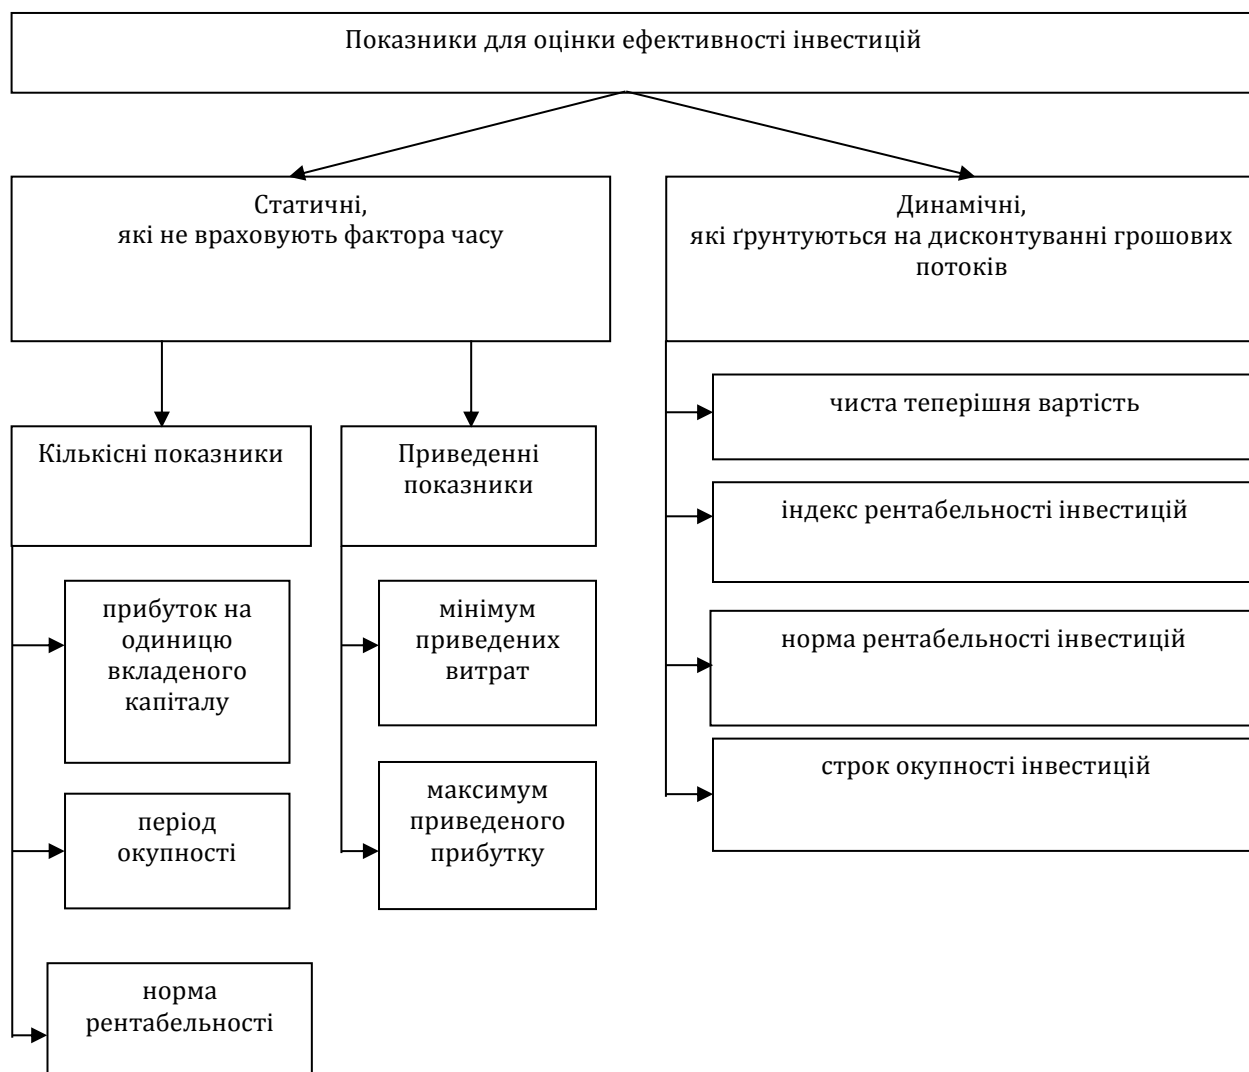 Показники для оцінки ефективності інвестицій
Статичні,
які не враховують фактора часу
Динамічні,
які ґрунтуються на дисконтуванні грошових
потоків
Кількісні показники
прибуток на
одиницю
вкладеного
капіталу
період
окупності
норма
рентабельності
Приведенні
показники
мінімум
приведених
витрат
максимум
приведеного
прибутку
чиста теперішня вартість
індекс рентабельності інвестицій
норма рентабельності інвестицій
строк окупності інвестицій